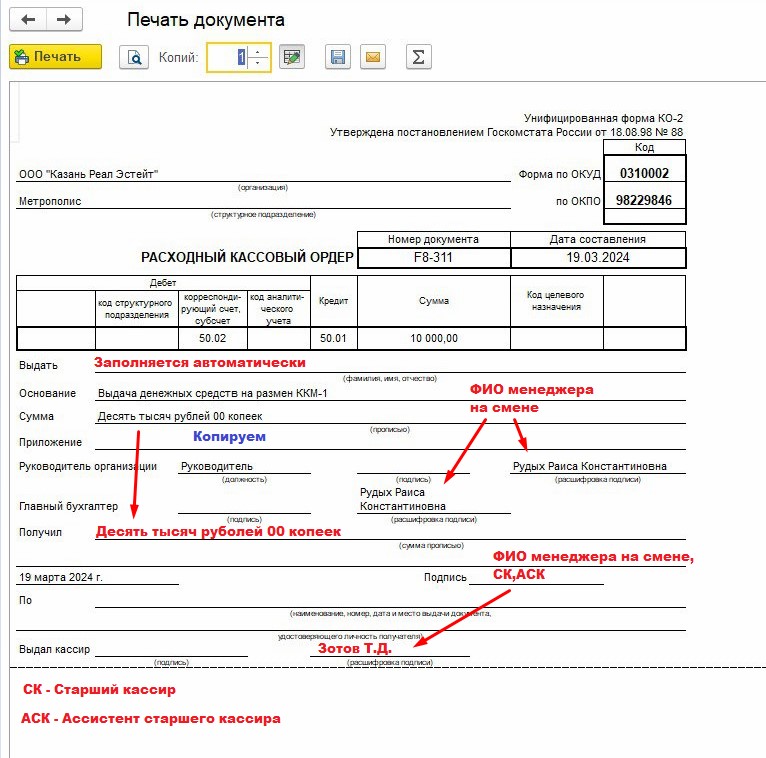 Печать документа
Печать
Копий:
1
Унифицированная форма КО-2
Утверждена постановлением Госкомстата России от 18.08.98 № 88
Код
Форма по ОКУД 0310002
ООО "Казань Реал Эстейт"
(организация)
по ОКПО 98229846
Метрополис
(структурное подразделение)
Номер документа Дата составления
РАСХОДНЫЙ КАССОВЫЙ ОРДЕР F8-311 19.03.2024
Дебет
код структурного подразделения
корреспонди-
рующий счет,
субсчет
код аналити-
ческого
учета
Кредит
Сумма
Код целевого
назначения
50.02 50.01 10 000,00
Выдать Заполняется автоматически
(фамилия, имя, отчество)
Основание Выдача денежных средств на размен ККМ-1
ФИО менеджера
на смене
Сумма Десять тысяч рублей 00 копеек
(прописью)
Приложение Копируем
Руководитель организации Руководитель Рудых Раиса Константиновна
(должность) (подпись) (расшифровка подписи)
Рудых Раиса
Константиновна
Главный бухгалтер
(подпись) (расшифровка подписи)
Получил Десять тысяч руболей 00 копеек
(сумма прописью)
ФИО менеджера на смене,
СК,АСК
19 марта 2024 г. Подпись
По
(наименование, номер, дата и место выдачи документа,
удостоверяющего личность получателя)
Выдал кассир Зотов Т.Д.
(подпись) (расшифровка подписи)
СК - Старший кассир
АСК - Ассистент старшего кассира